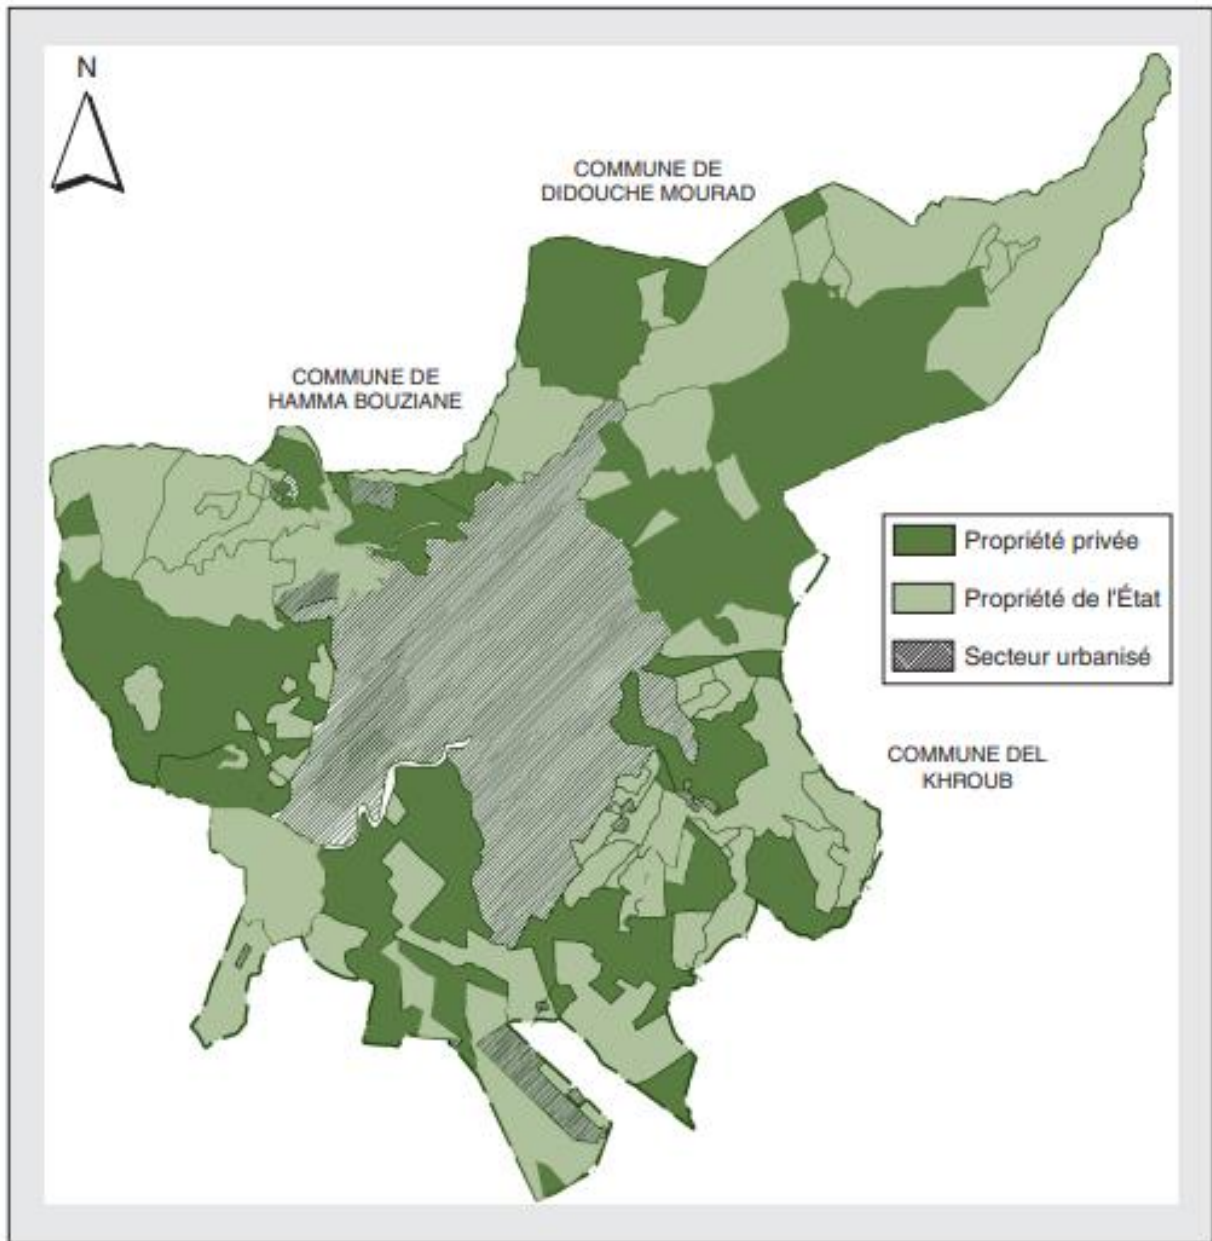 N
COMMUNE DE
DIDOUCHE MOURAD
COMMUNE DE
HAMMA BOUZIANE
Propriété privée
Propriété de l'État
Secteur urbanisé
COMMUNE DEL
KHROUB